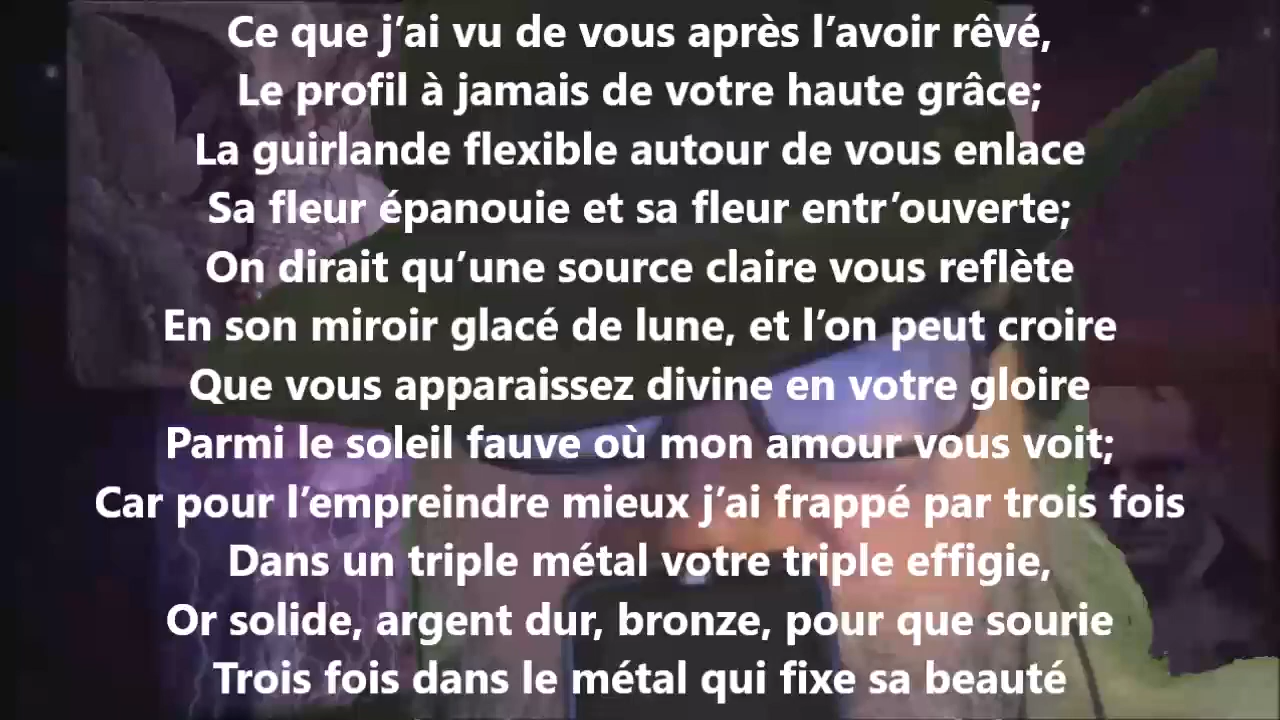 Ce que j’ai vu de vous après l’avoir rêvé,
Le profil à jamais de votre haute grâce;
La guirlande flexible autour de vous enlace
Sa fleur épanouie et sa fleur entr’ouverte;
On dirait qu’une source claire vous reflète
En son miroir glacé de lune, et l’on peut croire
Que vous apparaissez divine en votre gloire
Parmi le soleil fauve où mon amour vous voit;
Car pour l’empreindre mieux j’ai frappé par trois fois
Dans un triple métal votre triple effigie,
Or solide, argent dur, bronze, pour que sourie
Trois fois dans le métal qui fixe sa beauté